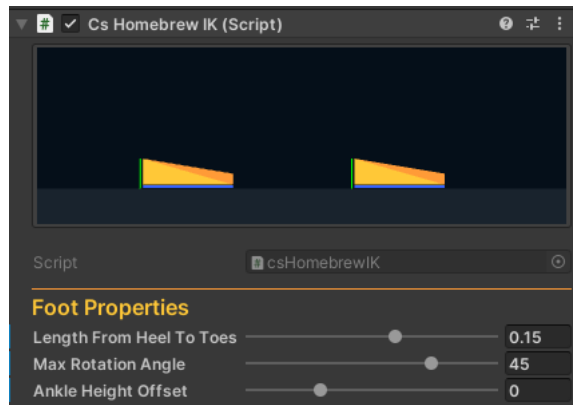 Cs Homebrew IK (Script)
Script csHomebrewIK
Foot Properties
Length From Heel To Toes 0.15
Max Rotation Angle 45
Ankle Height Offset 0